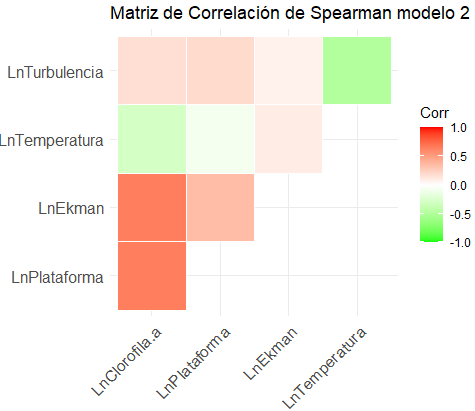 Matriz de Correlación de Spearman modelo 2
LnTurbulencia
LnTemperatura
LnEkman
LnPlataforma
LnClorofila.a
LnPlataforma
LnEkman
LnTemperatura
Corr
1.0
0.5
0.0
-0.5
-1.0